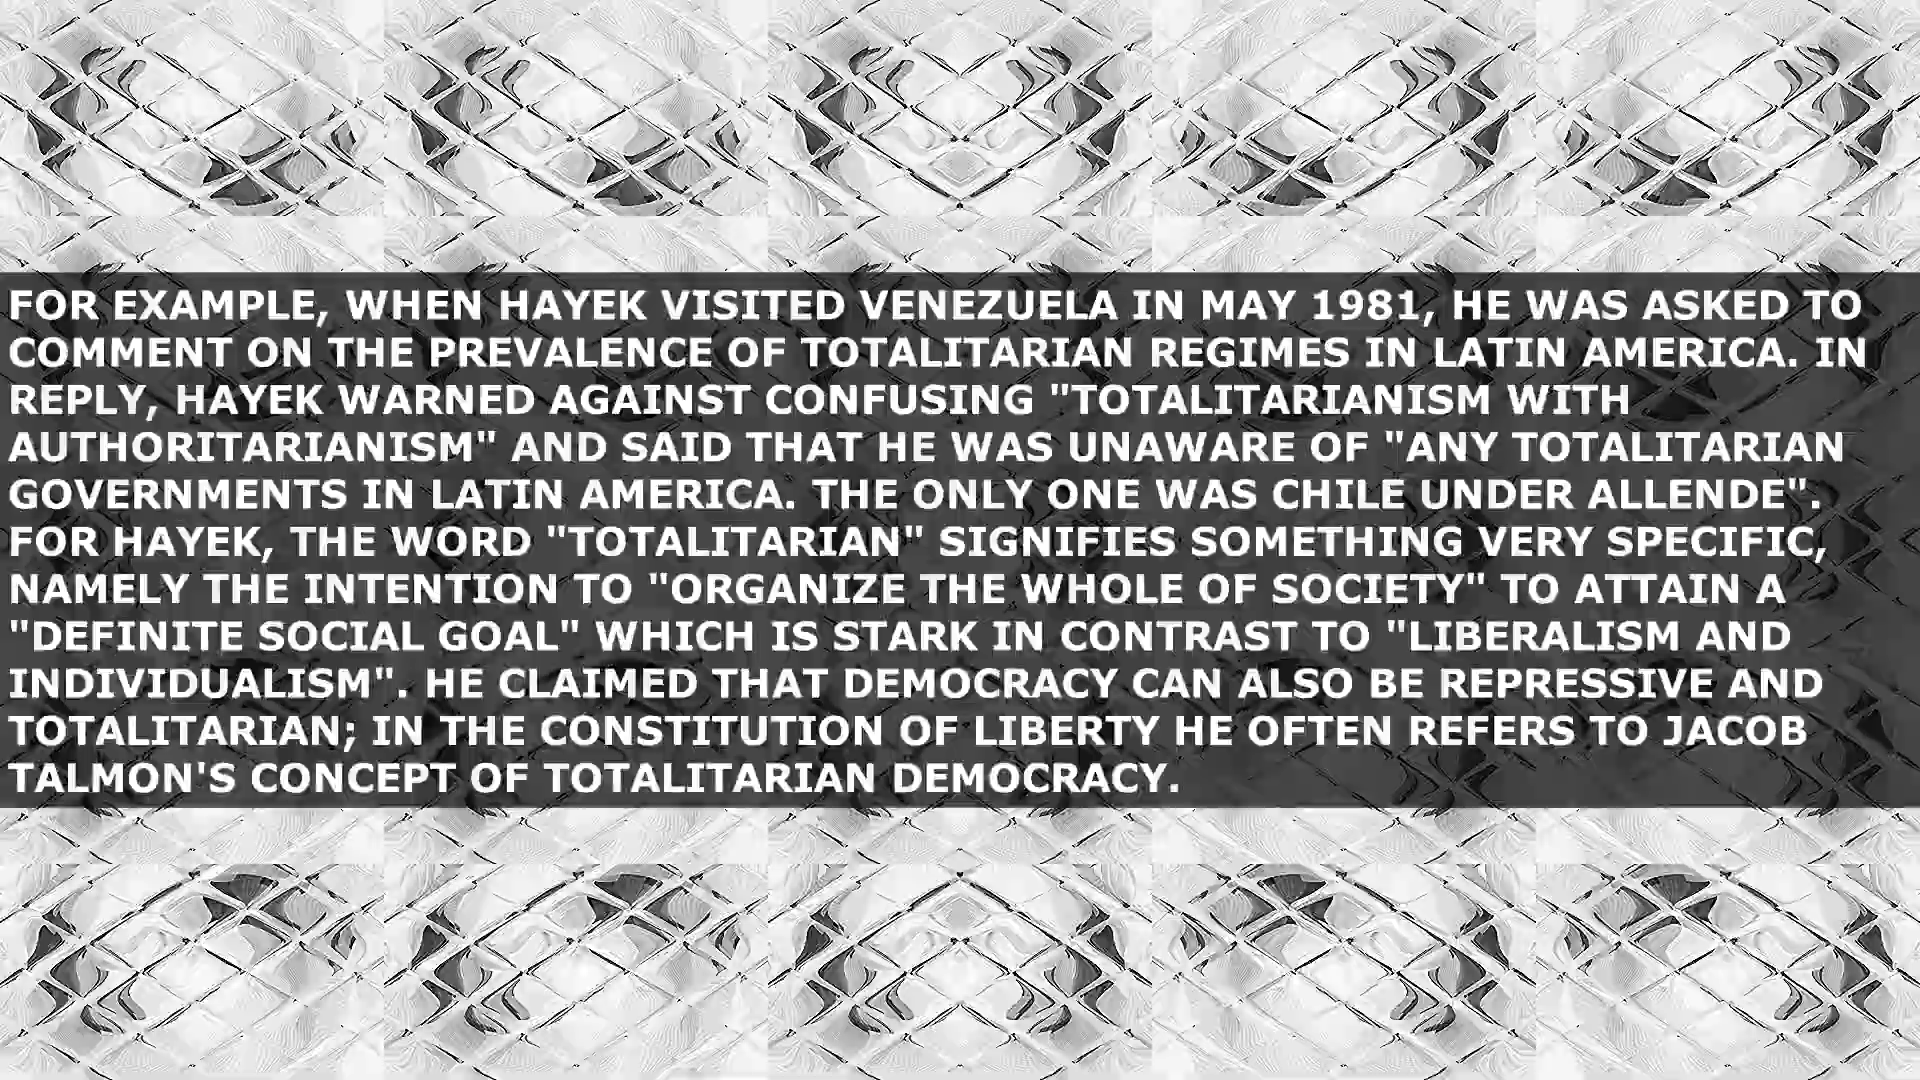 FOR EXAMPLE, WHEN HAYEK VISITED VENEZUELA IN MAY 1981, HE WAS ASKED TO
COMMENT ON THE PREVALENCE OF TOTALITARIAN REGIMES IN LATIN AMERICA. IN
REPLY, HAYEK WARNED AGAINST CONFUSING "TOTALITARIANISM WITH
AUTHORITARIANISM" AND SAID THAT HE WAS UNAWARE OF "ANY TOTALITARIAN
GOVERNMENTS IN LATIN AMERICA. THE ONLY ONE WAS CHILE UNDER ALLENDE".
FOR HAYEK, THE WORD "TOTALITARIAN" SIGNIFIES SOMETHING VERY SPECIFIC,
NAMELY THE INTENTION TO "ORGANIZE THE WHOLE OF SOCIETY" TO ATTAIN A
"DEFINITE SOCIAL GOAL" WHICH IS STARK IN CONTRAST TO "LIBERALISM AND
INDIVIDUALISM". HE CLAIMED THAT DEMOCRACY CAN ALSO BE REPRESSIVE AND
TOTALITARIAN; IN THE CONSTITUTION OF LIBERTY HE OFTEN REFERS TO JACOB
TALMON'S CONCEPT OF TOTALITARIAN DEMOCRACY.